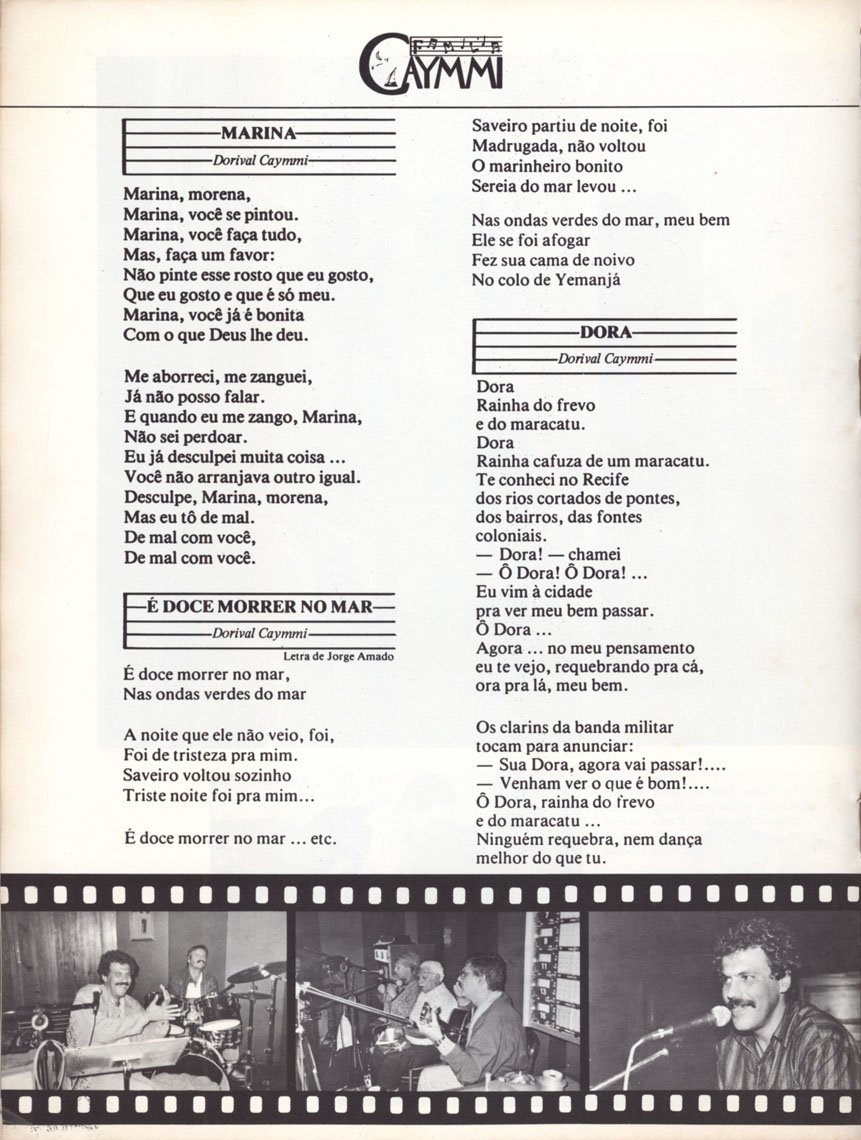 FAMÍLIA
CAYMMI
MARINA
Dorival Caymmi
Marina, morena,
Marina, você se pintou.
Marina, você faça tudo,
Mas, faça um favor:
Não pinte esse rosto que eu gosto,
Que eu gosto e que é só meu.
Marina, você já é bonita
Com o que Deus lhe deu.
Me aborreci, me zanguei,
Já não posso falar.
E quando eu me zango, Marina,
Não sei perdoar.
Eu já desculpei muita coisa ...
Você não arranjava outro igual.
Desculpe, Marina, morena,
Mas eu tô de mal.
De mal com você,
De mal com você.
É DOCE MORRER NO MAR
Dorival Caymmi
Letra de Jorge Amado
É doce morrer no mar,
Nas ondas verdes do mar
A noite que ele não veio, foi,
Foi de tristeza pra mim.
Saveiro voltou sozinho
Triste noite foi pra mim...
É doce morrer no mar ... etc.
Saveiro partiu de noite, foi
Madrugada, não voltou
O marinheiro bonito
Sereia do mar levou ...
Nas ondas verdes do mar, meu bem
Ele se foi afogar
Fez sua cama de noivo
No colo de Yemanjá
DORA
Dorival Caymmi
Dora
Rainha do frevo
e do maracatu.
Dora
Rainha cafuza de um maracatu.
Te conheci no Recife
dos rios cortados de pontes,
dos bairros, das fontes
coloniais.
— Dora! — chamei
— Ô Dora! Ô Dora! ...
Eu vim à cidade
pra ver meu bem passar.
Ô Dora ...
Agora ... no meu pensamento
eu te vejo, requebrando pra cá,
ora pra lá, meu bem.
Os clarins da banda militar
tocam para anunciar:
— Sua Dora, agora vai passar!....
— Venham ver o que é bom!....
Ô Dora, rainha do frevo
e do maracatu ...
Ninguém requebra, nem dança
melhor do que tu.